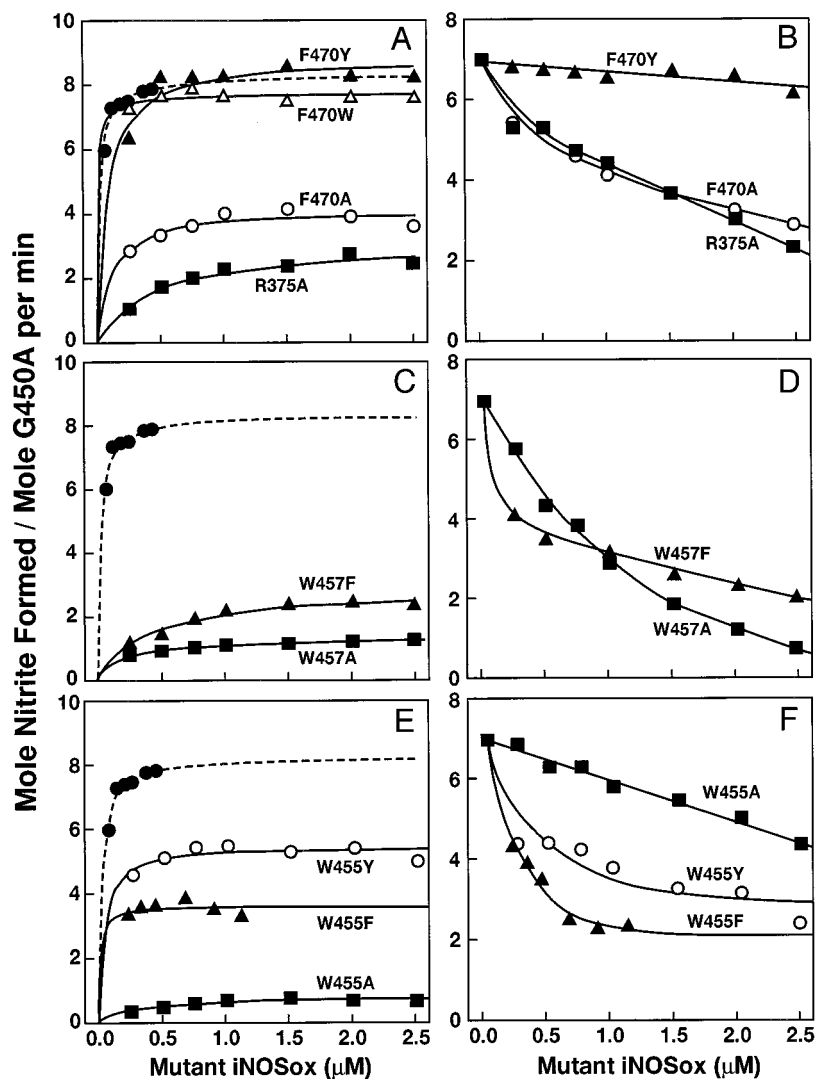 Mole Nitrite Formed / Mole G450A per min
A
10
8
6
4
2
0
F470Y
F470W
F470A
R375A
B
8
6
4
2
0
F470Y
F470A
R375A
C
10
8
6
4
2
0
W457F
W457A
D
8
6
4
2
0
W457F
W457A
E
10
8
6
4
2
0
W455Y
W455F
W455A
0.0 0.5 1.0 1.5 2.0 2.5
Mutant iNOSox (μM)
F
8
6
4
2
0
W455A
W455Y
W455F
0.0 0.5 1.0 1.5 2.0 2.5
Mutant iNOSox (μM)